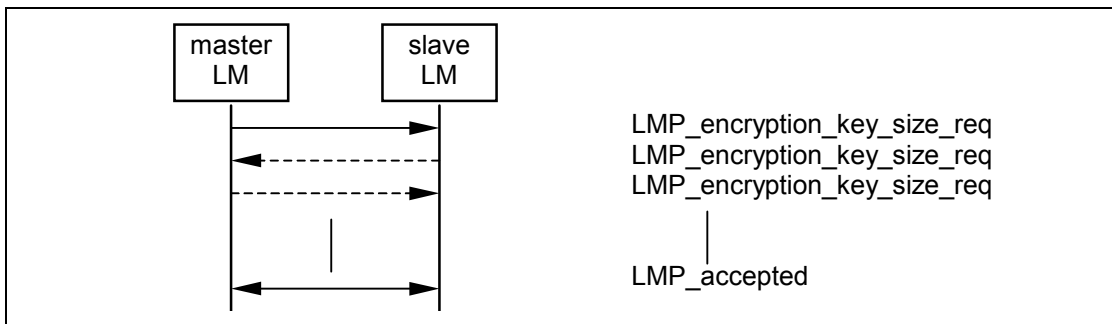 master
LM
slave
LM
LMP_encryption_key_size_req
LMP_encryption_key_size_req
LMP_encryption_key_size_req
LMP_accepted